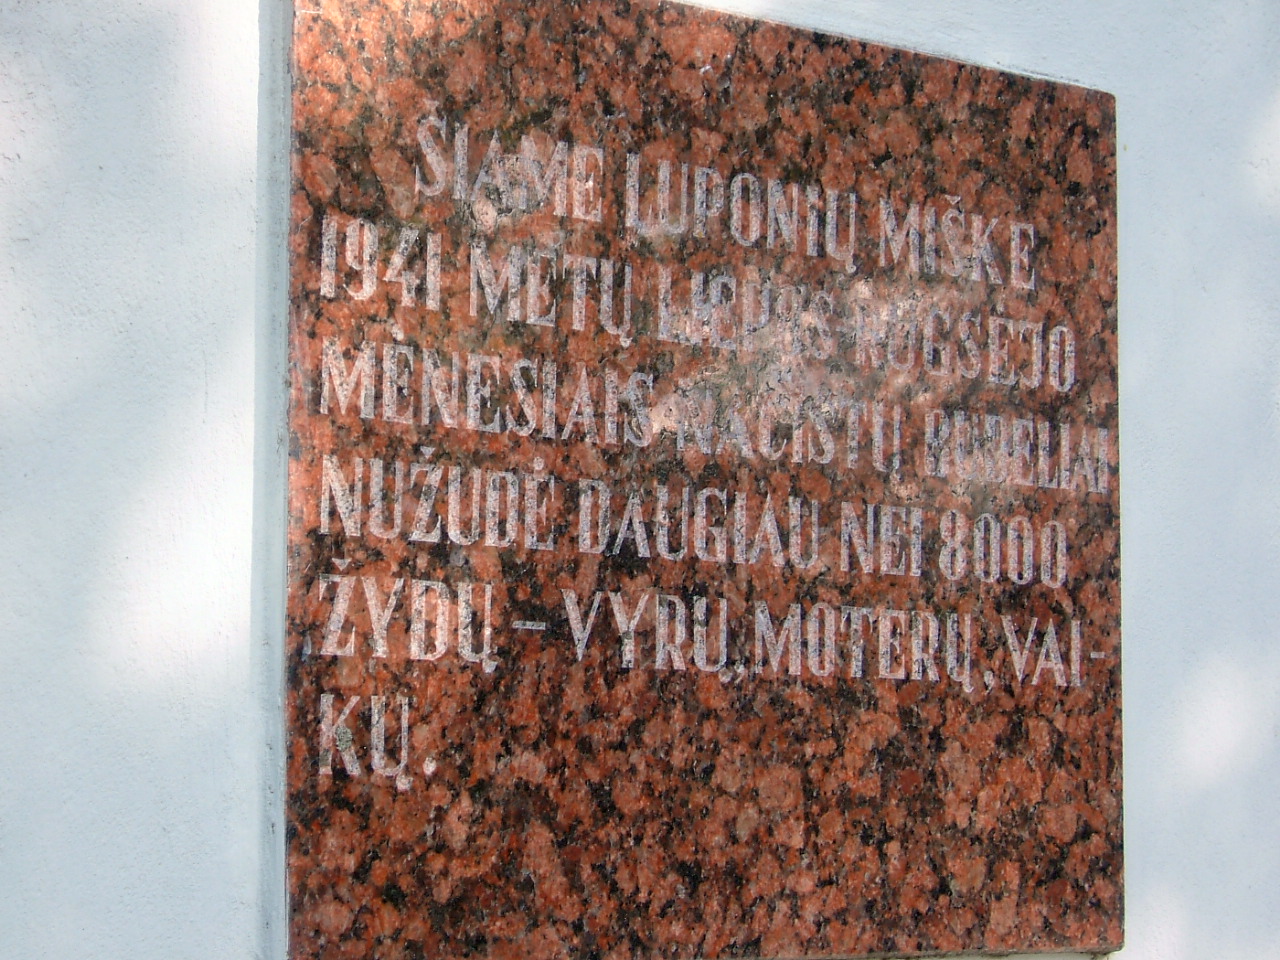 ŠIAME LUPONIŲ MIŠKE
1941 METŲ LIEPOS-RUGSĖJO
MĖNESIAIS NACISTŲ BUDELIAI
NUŽUDĖ DAUGIAU NEI 8000
ŽYDŲ – VYRŲ, MOTERŲ, VAI-
KŲ.